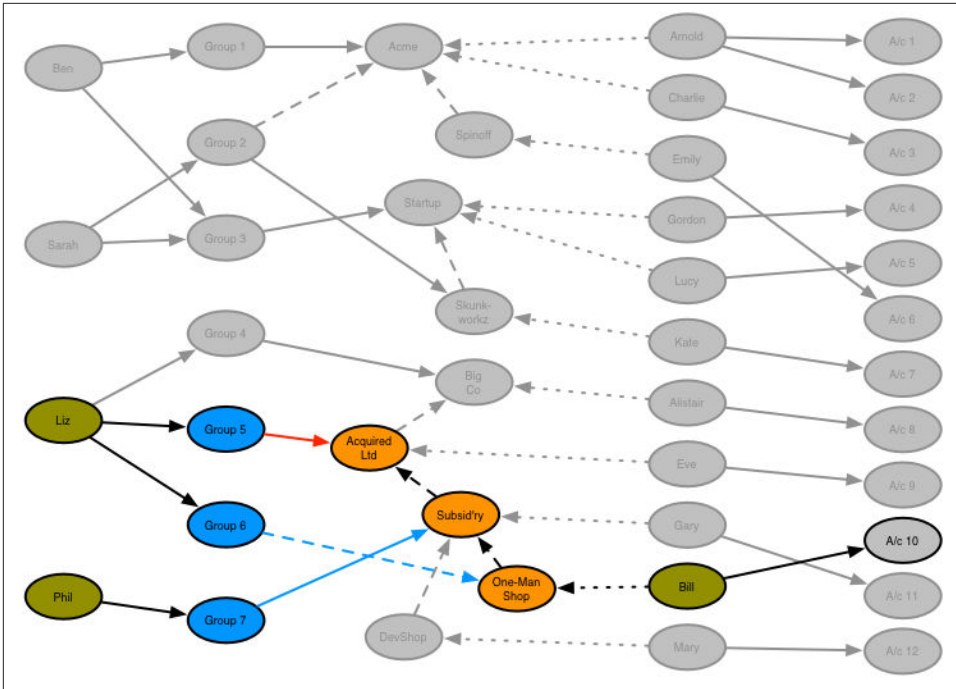 Ben
Group 1
Acme
Arnold
A/c 1
Charlie
A/c 2
Group 2
Spinoff
Emily
A/c 3
Sarah
Group 3
Startup
Gordon
A/c 4
Lucy
A/c 5
Skunk-
workz
Kate
A/c 6
Group 4
Big
Co
Alistair
A/c 7
Liz
Group 5
Acquired
Ltd
Eve
A/c 8
A/c 9
Group 6
Subsid'ry
Gary
A/c 10
Phil
Group 7
One-Man
Shop
Bill
A/c 11
DevShop
Mary
A/c 12